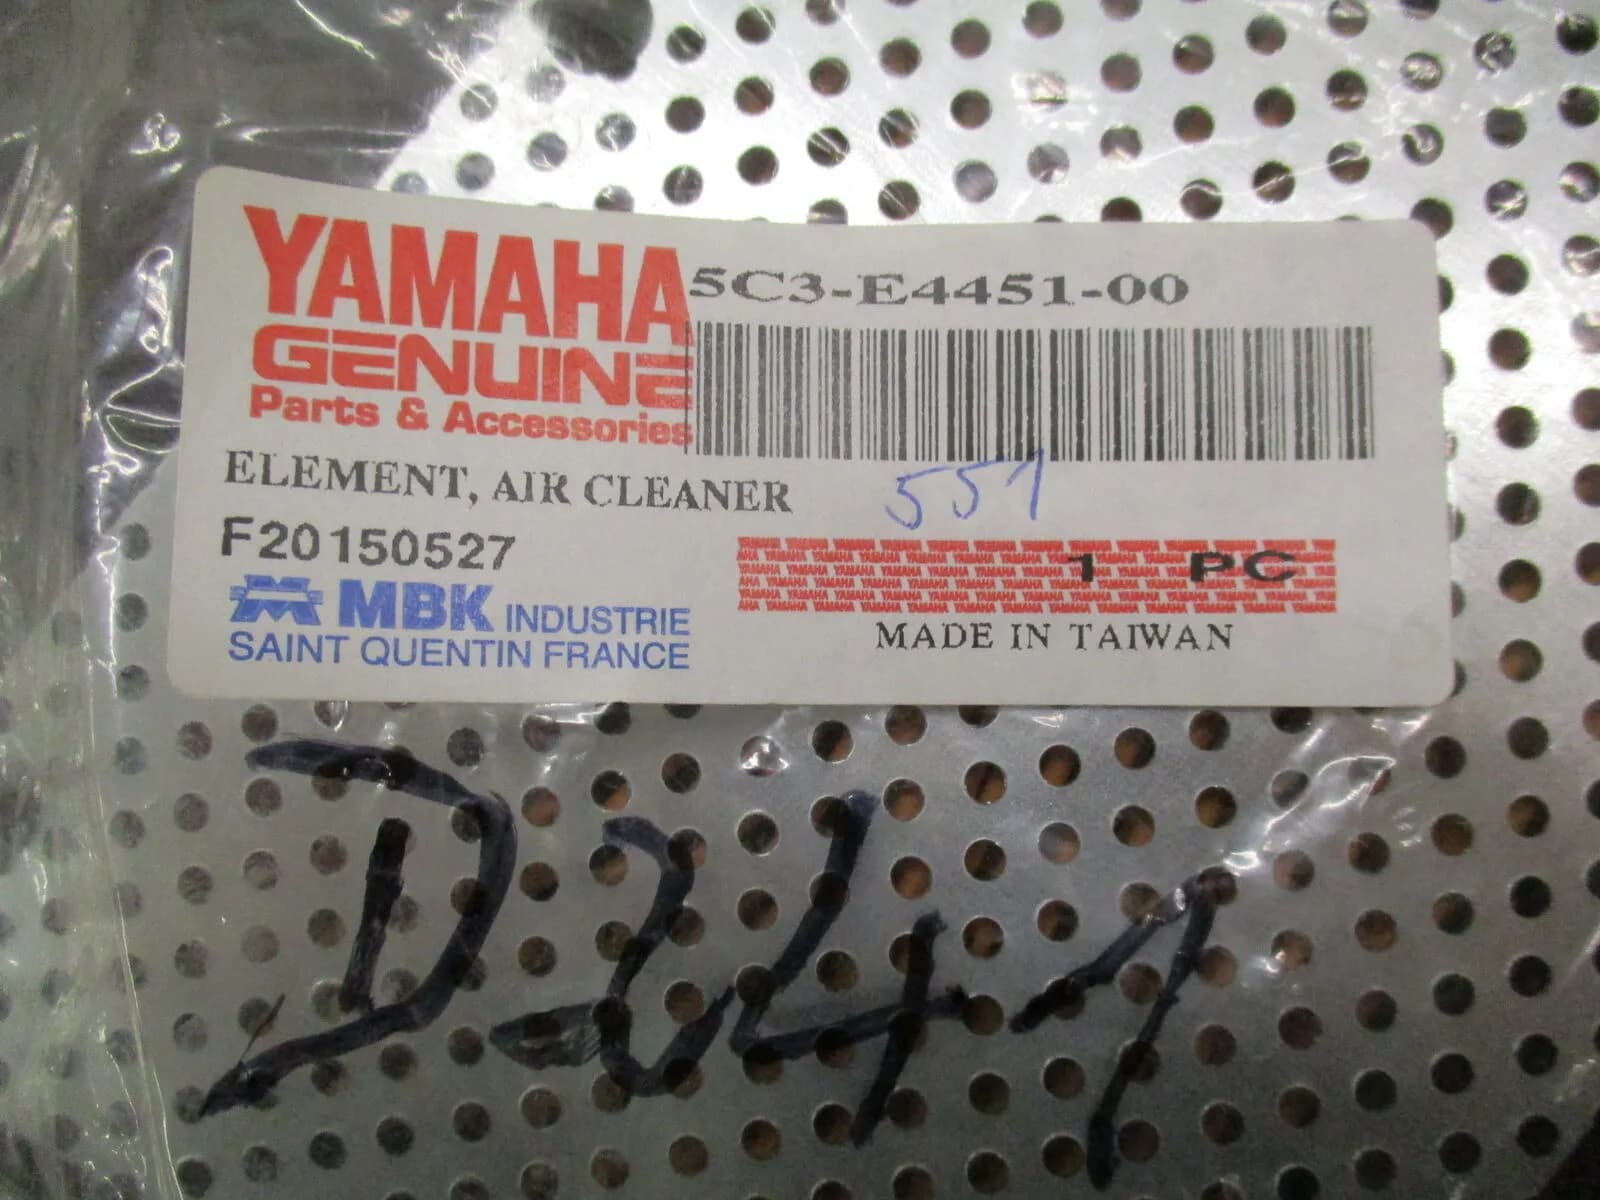 YAMAHA
GENUINE
Parts & Accessories
5C3-E4451-00
ELEMENT, AIR CLEANER
551
F20150527
1 PC
MBK INDUSTRIE
SAINT QUENTIN FRANCE
MADE IN TAIWAN
D-241